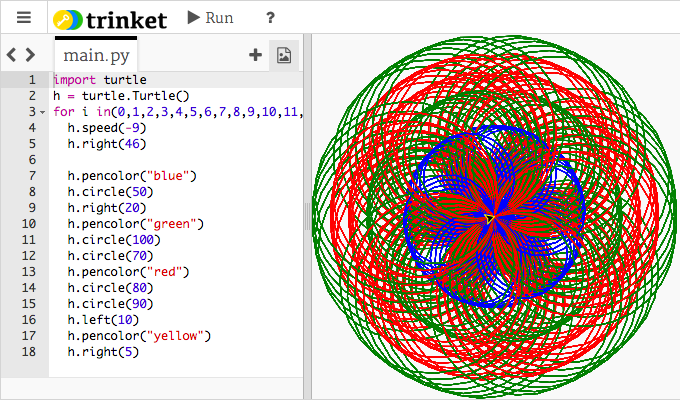 trinket Run ?
main.py
1 import turtle
2 h = turtle.Turtle()
3 for i in(0,1,2,3,4,5,6,7,8,9,10,11,
4 h.speed(-9)
5 h.right(46)
6
7 h.pencolor("blue")
8 h.circle(50)
9 h.right(20)
10 h.pencolor("green")
11 h.circle(100)
12 h.circle(70)
13 h.pencolor("red")
14 h.circle(80)
15 h.circle(90)
16 h.left(10)
17 h.pencolor("yellow")
18 h.right(5)